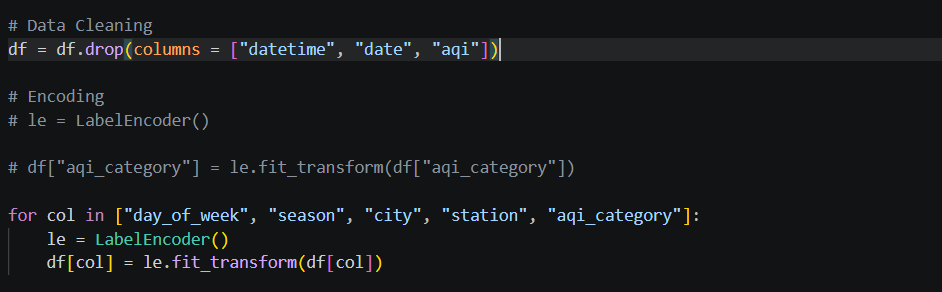 # Data Cleaning
df = df.drop(columns = ["datetime", "date", "aqi"])
# Encoding
# le = LabelEncoder()
# df["aqi_category"] = le.fit_transform(df["aqi_category"])
for col in ["day_of_week", "season", "city", "station", "aqi_category"]:
    le = LabelEncoder()
    df[col] = le.fit_transform(df[col])